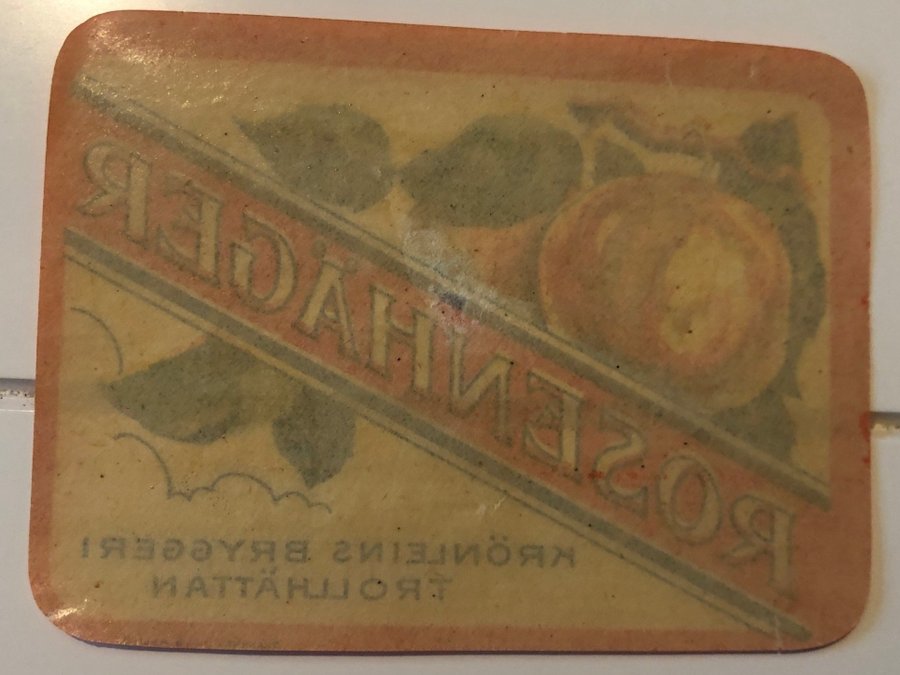 ROSENHÄGER
KRÖNLEINS BRYGGERI
TROLLHÄTTAN